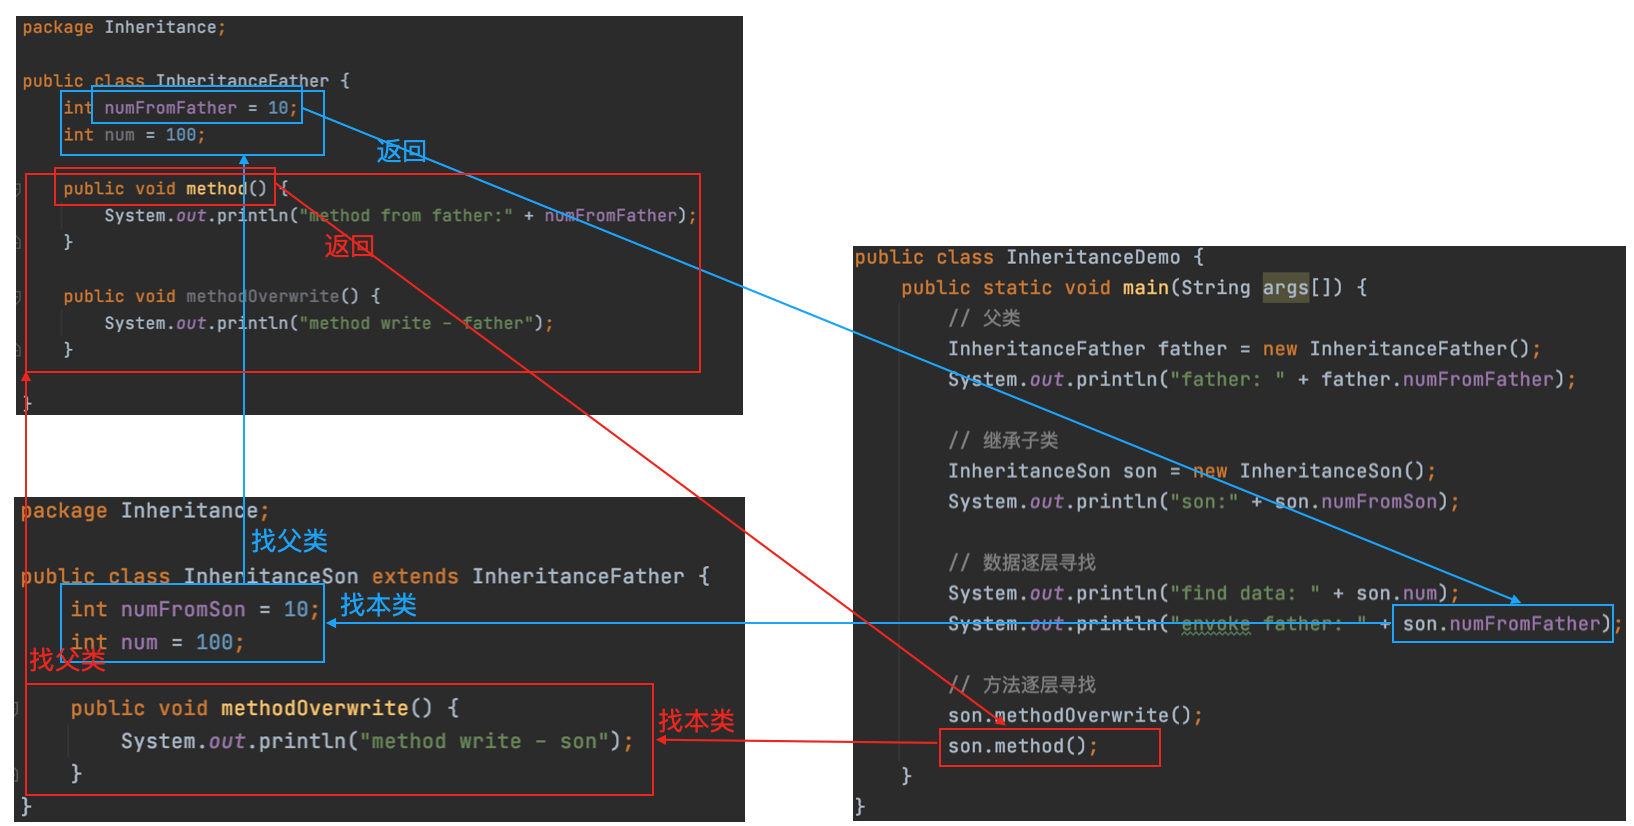 package Inheritance;
public class InheritanceFather {
int numFromFather = 10;
int num = 100;
返回
public void method() {
System.out.println("method from father:" + numFromFather);
}
返回
public void methodOverwrite() {
System.out.println("method write - father");
}
}
package Inheritance;
找父类
public class InheritanceSon extends InheritanceFather {
int numFromSon = 10;
找本类
int num = 100;
找父类
public void methodOverwrite() {
System.out.println("method write - son");
找本类
}
}
public class InheritanceDemo {
public static void main(String args[]) {
// 父类
InheritanceFather father = new InheritanceFather();
System.out.println("father: " + father.numFromFather);
// 继承子类
InheritanceSon son = new InheritanceSon();
System.out.println("son:" + son.numFromSon);
// 数据逐层寻找
System.out.println("find data: " + son.num);
System.out.println("envoke father: " + son.numFromFather);
// 方法逐层寻找
son.methodOverwrite();
son.method();
}
}